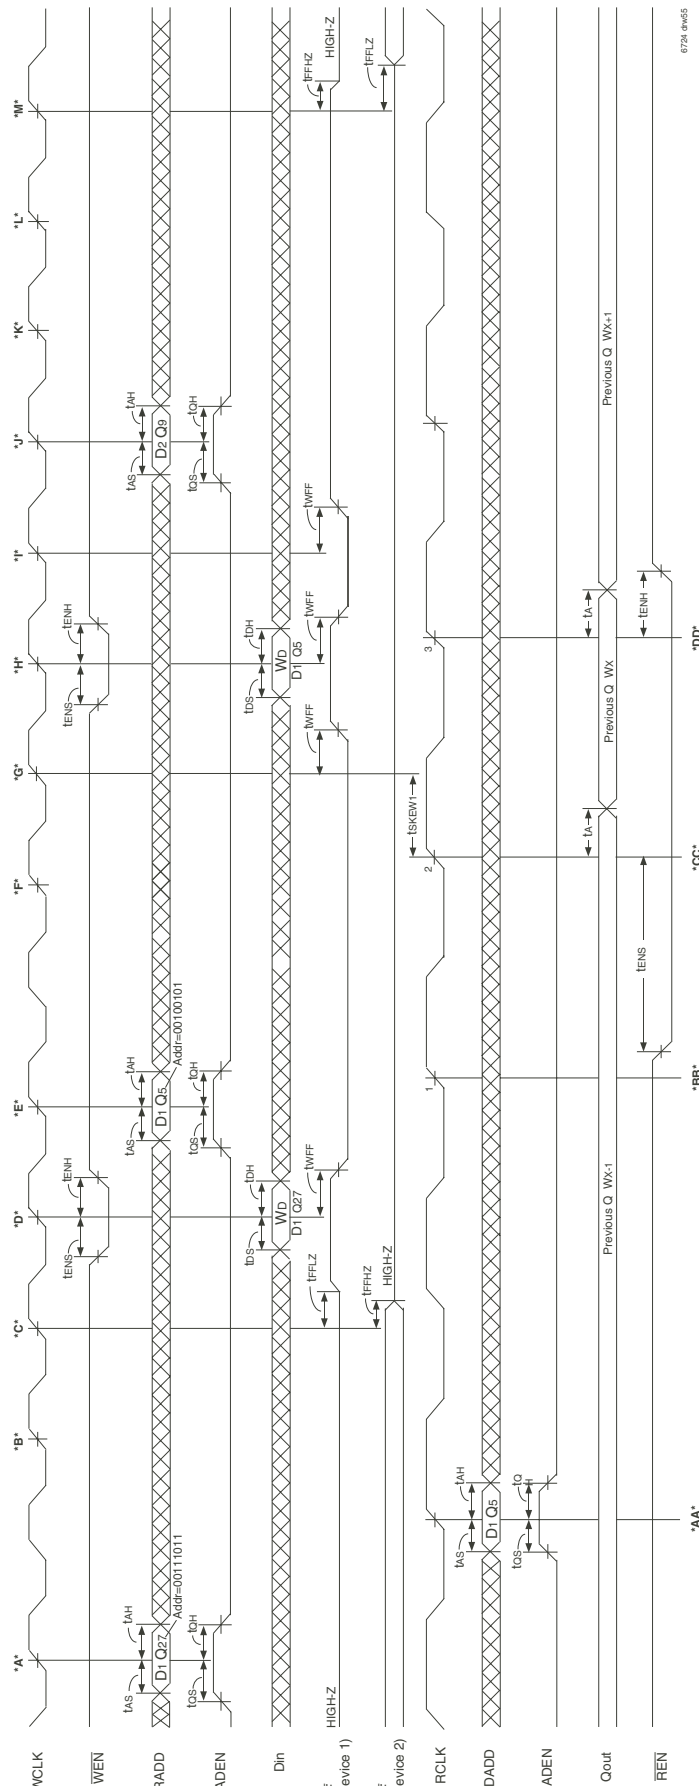 *A* *B* *C* *D* *E* *F* *G* *H* *I* *J* *K* *L* *M*
WCLK
tENS tENH tENS tENH
WEN
tAS tAH tAS tAH tAS tAH
RADD D1 Q27 Addr=00111011 D1 Q5 Addr=00100101 D2 Q9
tQS tQH tQS tQH tQS tQH
ADEN
tDS tDH tDS tDH
Din WD WD
D1 Q27 D1 Q5
tFFLZ tWFF tWFF tWFF tWFF tFFHZ
evice 1) HIGH-Z HIGH-Z
tFFHZ tFFLZ
evice 2) HIGH-Z
tSKEW1
RCLK 1 2 3
tAS tAH
DADD D1 Q5
tQS tQH
ADEN
tA tA
Qout Previous Q WX-1 Previous Q WX Previous Q WX+1
tENS tENH
REN
*AA* *BB* *CC* *DD*
6724 drw55